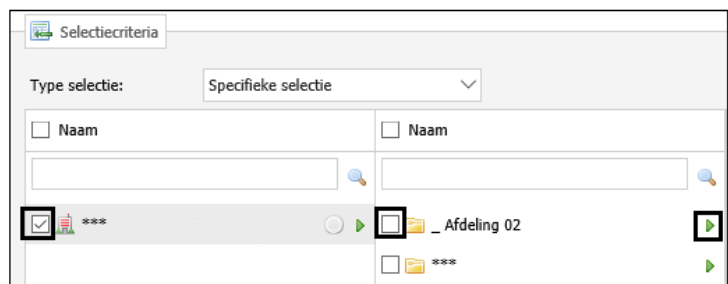 Selectiecriteria
Type selectie: Specifieke selectie
Naam Naam
*** _ Afdeling 02
***